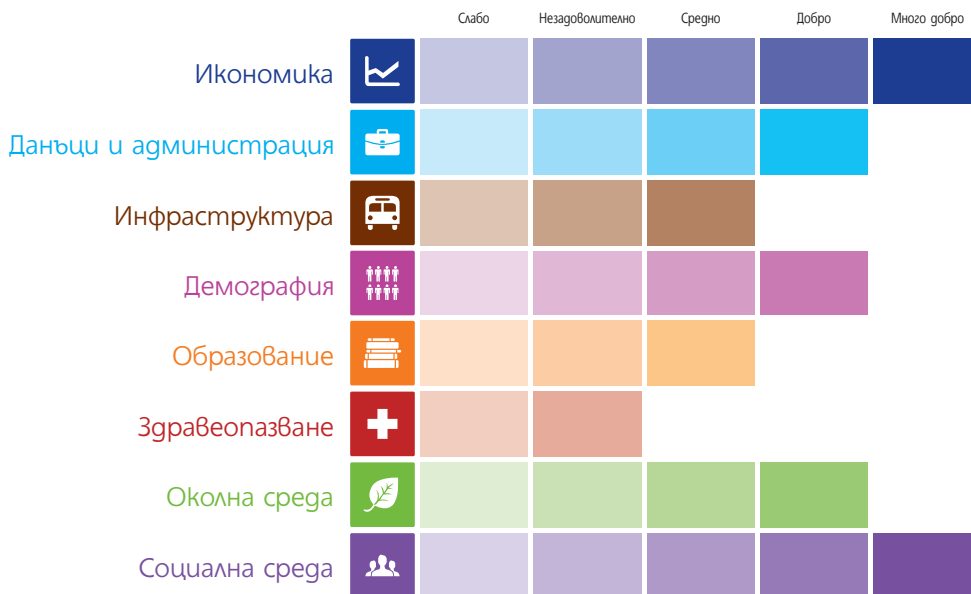 Слабо Незадоволително Средно Добро Много добро
Икономика
Данъци и администрация
Инфраструктура
Демография
Образование
Здравеопазване
Околна среда
Социална среда